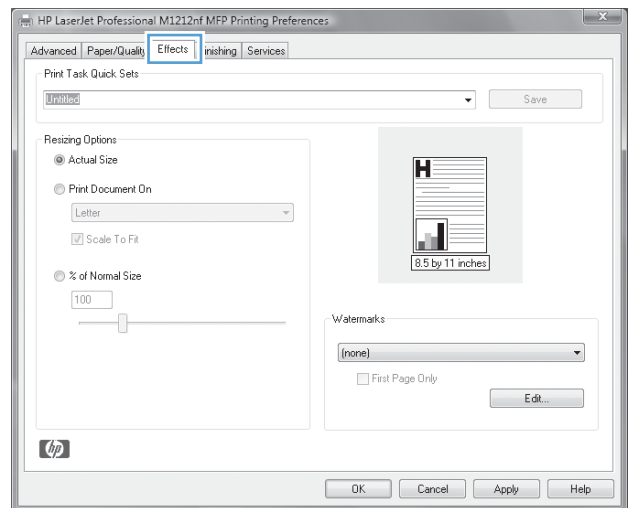 HP LaserJet Professional M1212nf MFP Printing Preferences
Advanced Paper/Quality Effects inishing Services
Print Task Quick Sets
Untitled Save
Resizing Options
Actual Size
Print Document On
Letter
Scale To Fit
% of Normal Size
100
H
8.5 by 11 inches
Watermarks
(none)
First Page Only
Edit...
hp
OK Cancel Apply Help